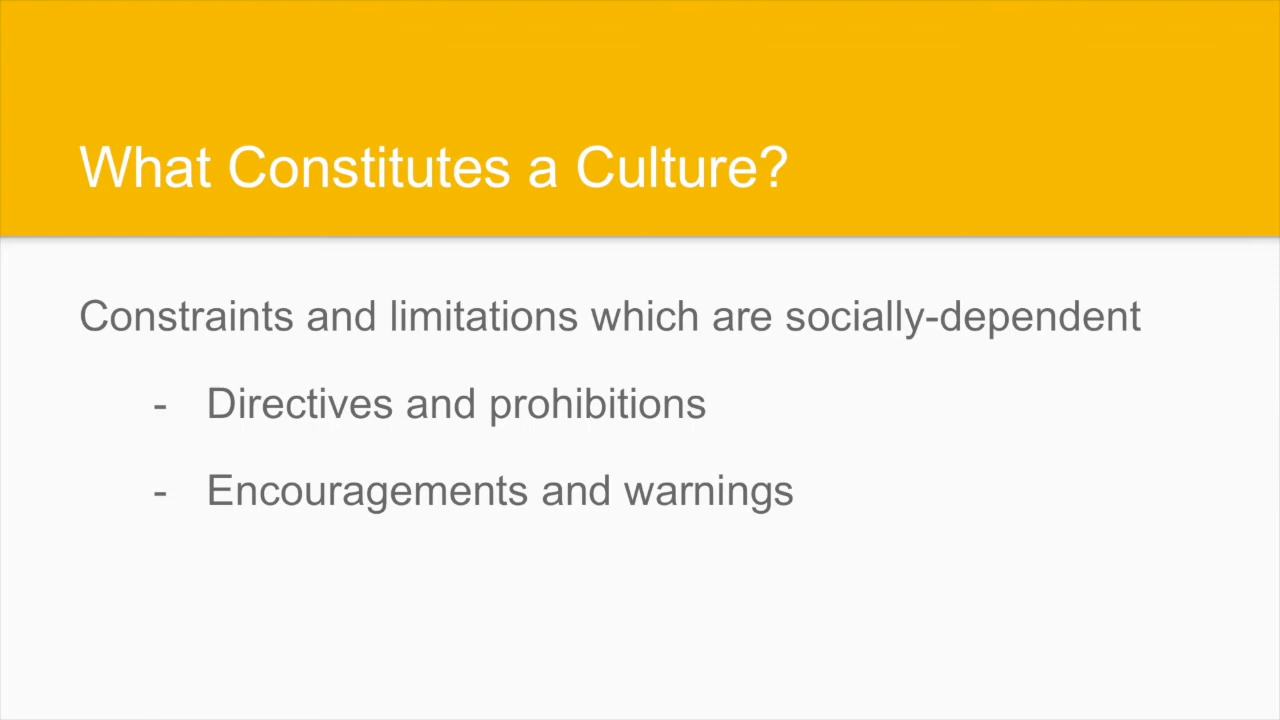 What Constitutes a Culture?
Constraints and limitations which are socially-dependent
- Directives and prohibitions
- Encouragements and warnings